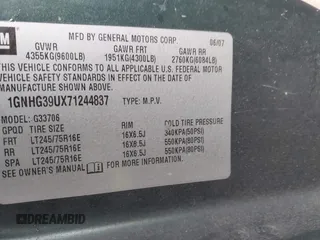 GM
MFD BY GENERAL MOTORS CORP
06/07
GVWR GAWR FRT GAWR RR
4355KG(9600LB) 1951KG(4300LB) 2760KG(6084LB)
THIS VEHICLE CONFORMS TO ALL APPLICABLE U.S. FEDERAL
MOTOR VEHICLE SAFETY STANDARDS IN EFFECT ON THE DATE
OF MANUFACTURE SHOWN ABOVE.
1GNHG39UX71244837 TYPE: M.P.V.
MODEL: G33706
GPQD TIRE SIZE RIM COLD TIRE PRESSURE
FRT LT245/75R16E 16X6.5J 340KPA(50PSI)
RR LT245/75R16E 16X6.5J 550KPA(80PSI)
SPA LT245/75R16E 16X6.5J 550KPA(80PSI)
SEE OWNER'S MANUAL
INFORMATION
DREAMBID